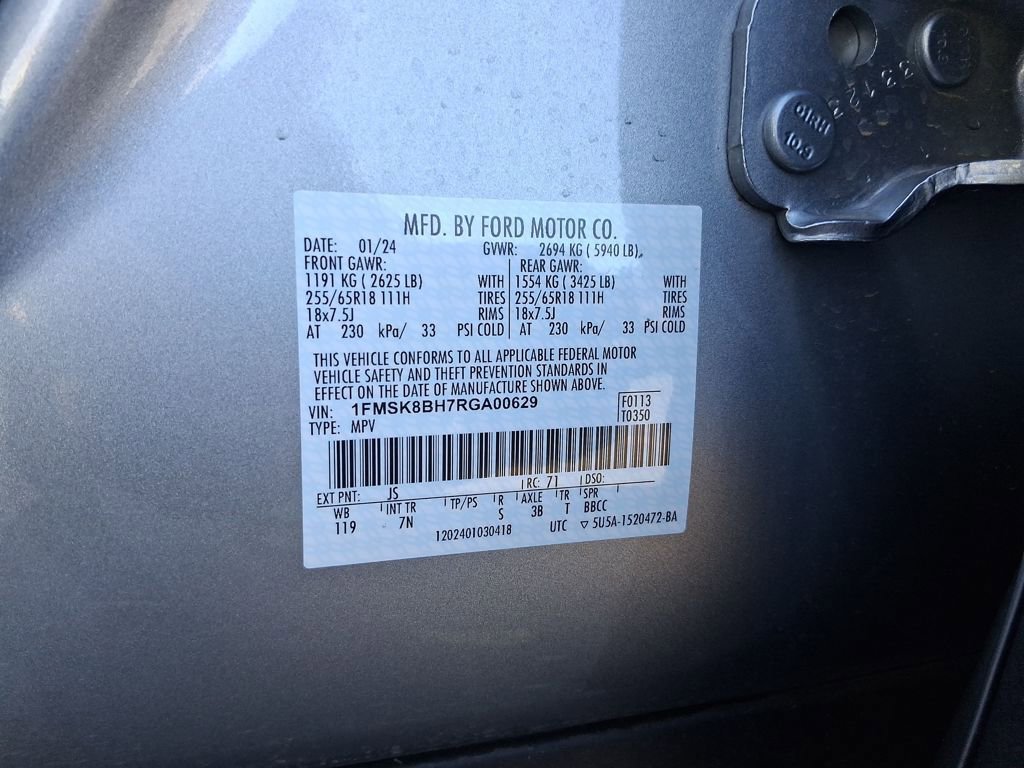 33123
OIRH
10.9
MFD. BY FORD MOTOR CO.
DATE: 01/24 GVWR: 2694 KG ( 5940 LB)
FRONT GAWR: REAR GAWR:
1191 KG ( 2625 LB) WITH 1554 KG ( 3425 LB) WITH
255/65R18 111H TIRES 255/65R18 111H TIRES
18x7.5J RIMS 18x7.5J RIMS
AT 230 kPa/ 33 PSI COLD AT 230 kPa/ 33 PSI COLD
THIS VEHICLE CONFORMS TO ALL APPLICABLE FEDERAL MOTOR
VEHICLE SAFETY AND THEFT PREVENTION STANDARDS IN
EFFECT ON THE DATE OF MANUFACTURE SHOWN ABOVE.
VIN: 1FMSK8BH7RGA00629 F0113
TYPE: MPV T0350
EXT PNT: JS RC: 71 DSO:
WB INT TR TP/PS R AXLE TR SPR
119 7N S 3B T BBCC
1202401030418 UTC ▽ 5U5A-1520472-BA